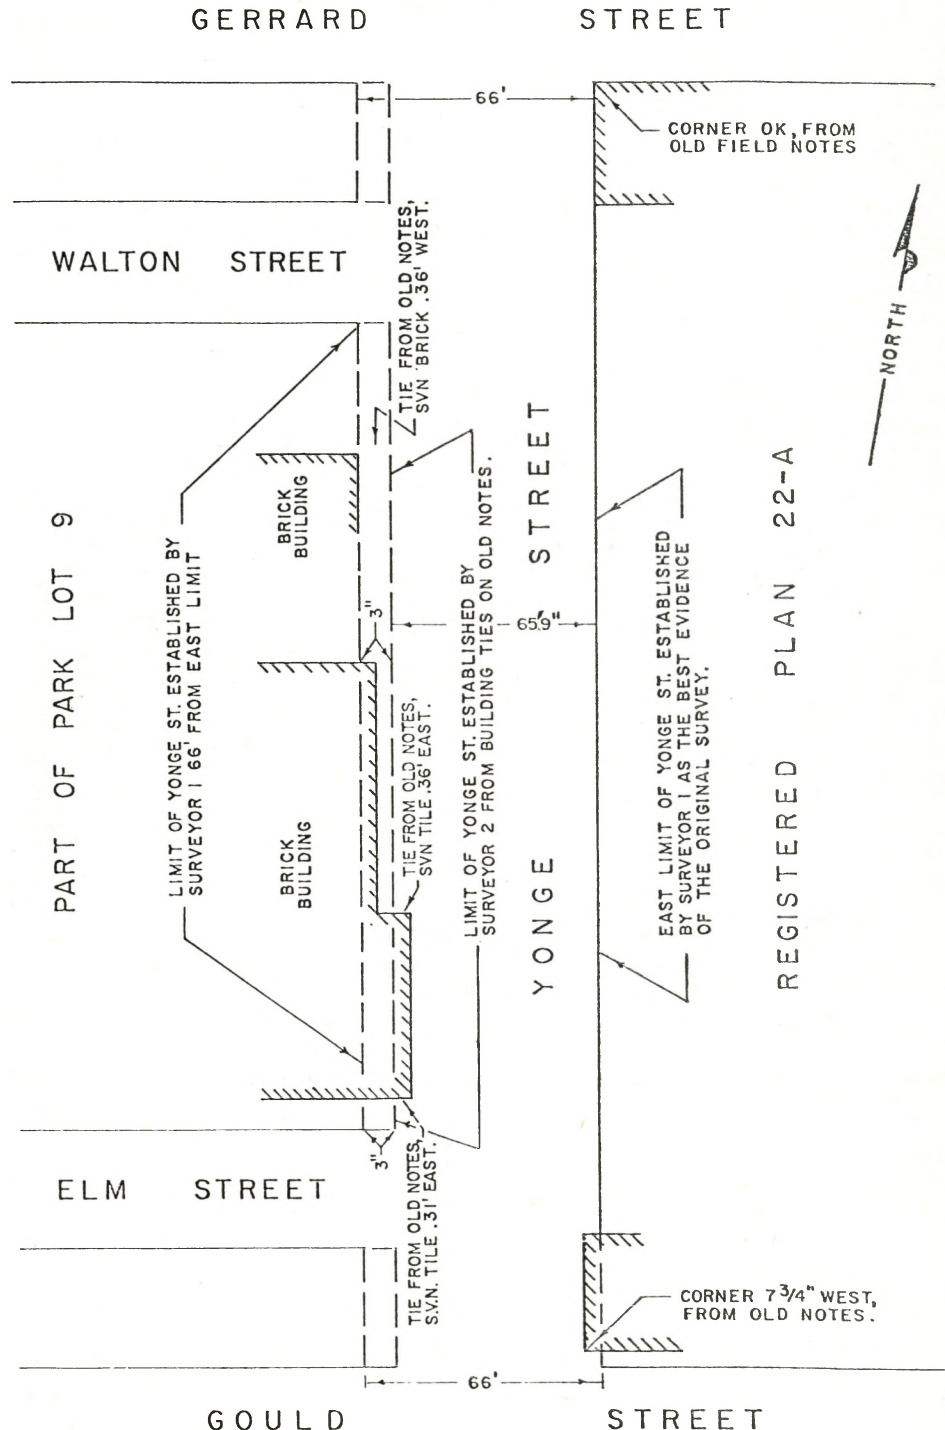 GERRARD STREET
66'
CORNER OK, FROM
OLD FIELD NOTES
WALTON STREET
TIE FROM OLD NOTES,
SVN BRICK .36' WEST.
NORTH
PART OF PARK LOT 9
LIMIT OF YONGE ST. ESTABLISHED BY
SURVEYOR 1 66' FROM EAST LIMIT
BRICK
BUILDING
3"
65'9"
BRICK
BUILDING
TIE FROM OLD NOTES,
SVN TILE .36' EAST.
LIMIT OF YONGE ST. ESTABLISHED BY
SURVEYOR 2 FROM BUILDING TIES ON OLD NOTES.
YONGE STREET
EAST LIMIT OF YONGE ST. ESTABLISHED
BY SURVEYOR 1 AS THE BEST EVIDENCE
OF THE ORIGINAL SURVEY.
REGISTERED PLAN 22-A
3"
ELM STREET
TIE FROM OLD NOTES,
S.V.N. TILE .31' EAST.
CORNER 7 3/4" WEST,
FROM OLD NOTES.
66'
GOULD STREET